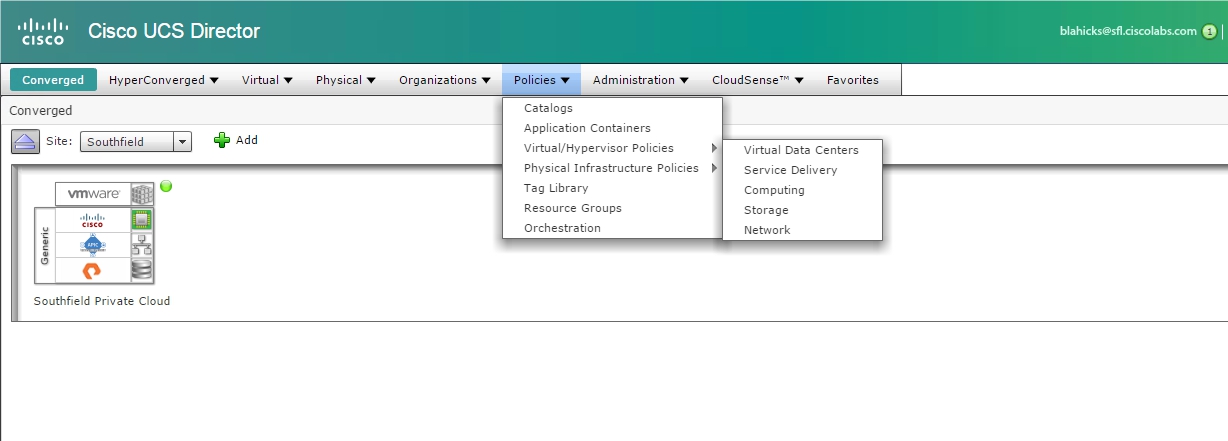 CISCO Cisco UCS Director
blahicks@sfl.ciscolabs.com 1
Converged HyperConverged Virtual Physical Organizations Policies Administration CloudSense™ Favorites
Converged
Site: Southfield Add
Catalogs
Application Containers
Virtual/Hypervisor Policies
Physical Infrastructure Policies
Tag Library
Resource Groups
Orchestration
Virtual Data Centers
Service Delivery
Computing
Storage
Network
vmware
Generic
CISCO
APIC
Southfield Private Cloud